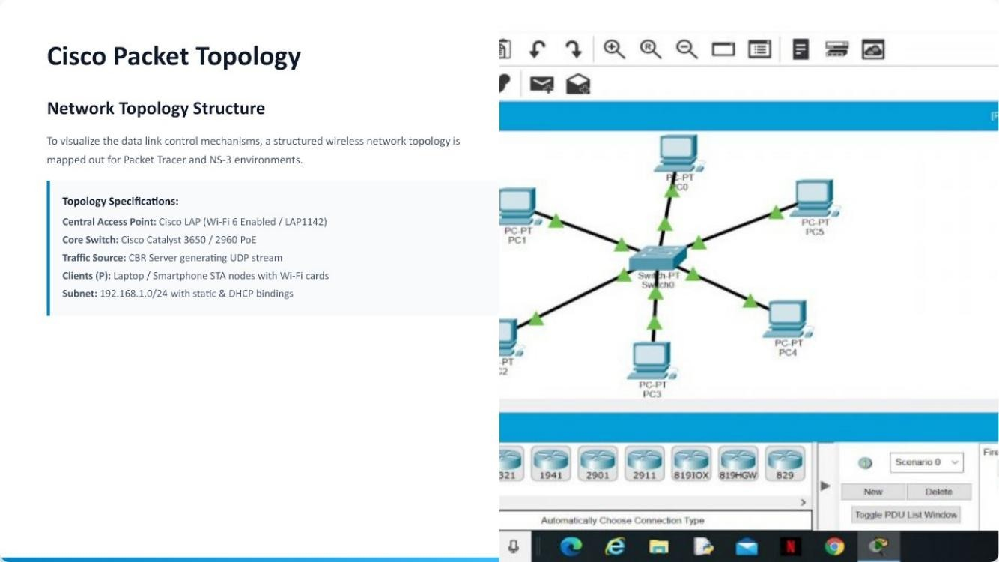 Cisco Packet Topology
Network Topology Structure
To visualize the data link control mechanisms, a structured wireless network topology is
mapped out for Packet Tracer and NS-3 environments.
Topology Specifications:
Central Access Point: Cisco LAP (Wi-Fi 6 Enabled / LAP1142)
Core Switch: Cisco Catalyst 3650 / 2960 PoE
Traffic Source: CBR Server generating UDP stream
Clients (P): Laptop / Smartphone STA nodes with Wi-Fi cards
Subnet: 192.168.1.0/24 with static & DHCP bindings
R
PC-PT
PC0
PC-PT
PC1
PC-PT
PC5
Switch-PT
Switch0
PC-PT
PC4
-PT
C2
PC-PT
PC3
321
1941
2901
2911
819IOX
819HGW
829
Scenario 0
Fire
New
Delete
Toggle PDU List Window
Automatically Choose Connection Type
N